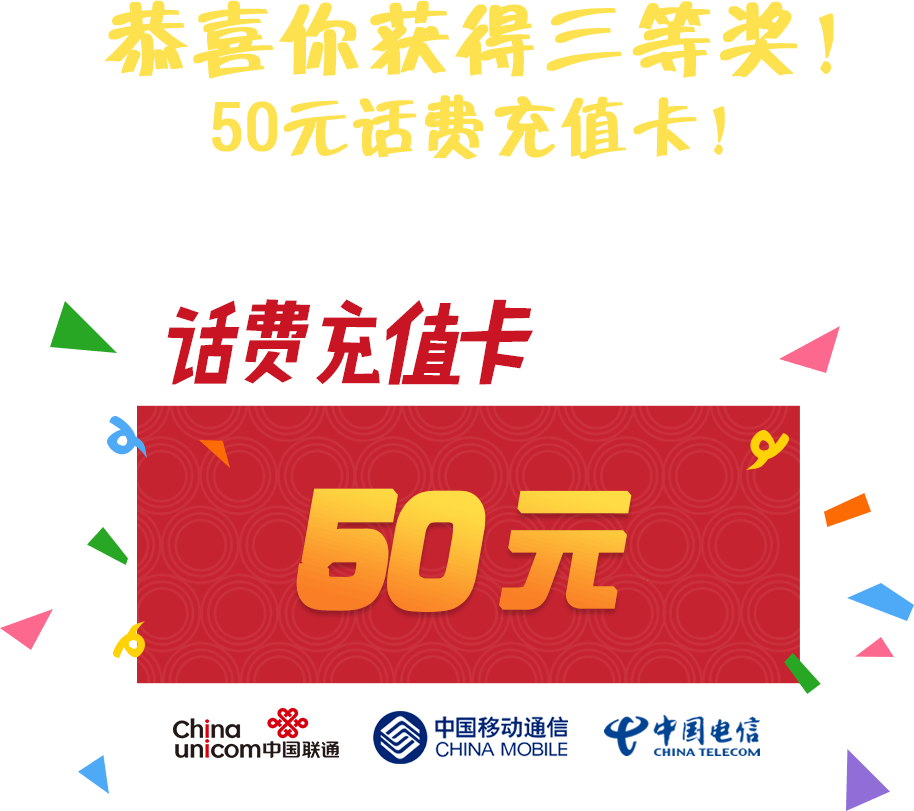 恭喜你获得三等奖！
50元话费充值卡！
话费充值卡
50元
China
unicom中国联通
中国移动通信
CHINA MOBILE
中国电信
CHINA TELECOM